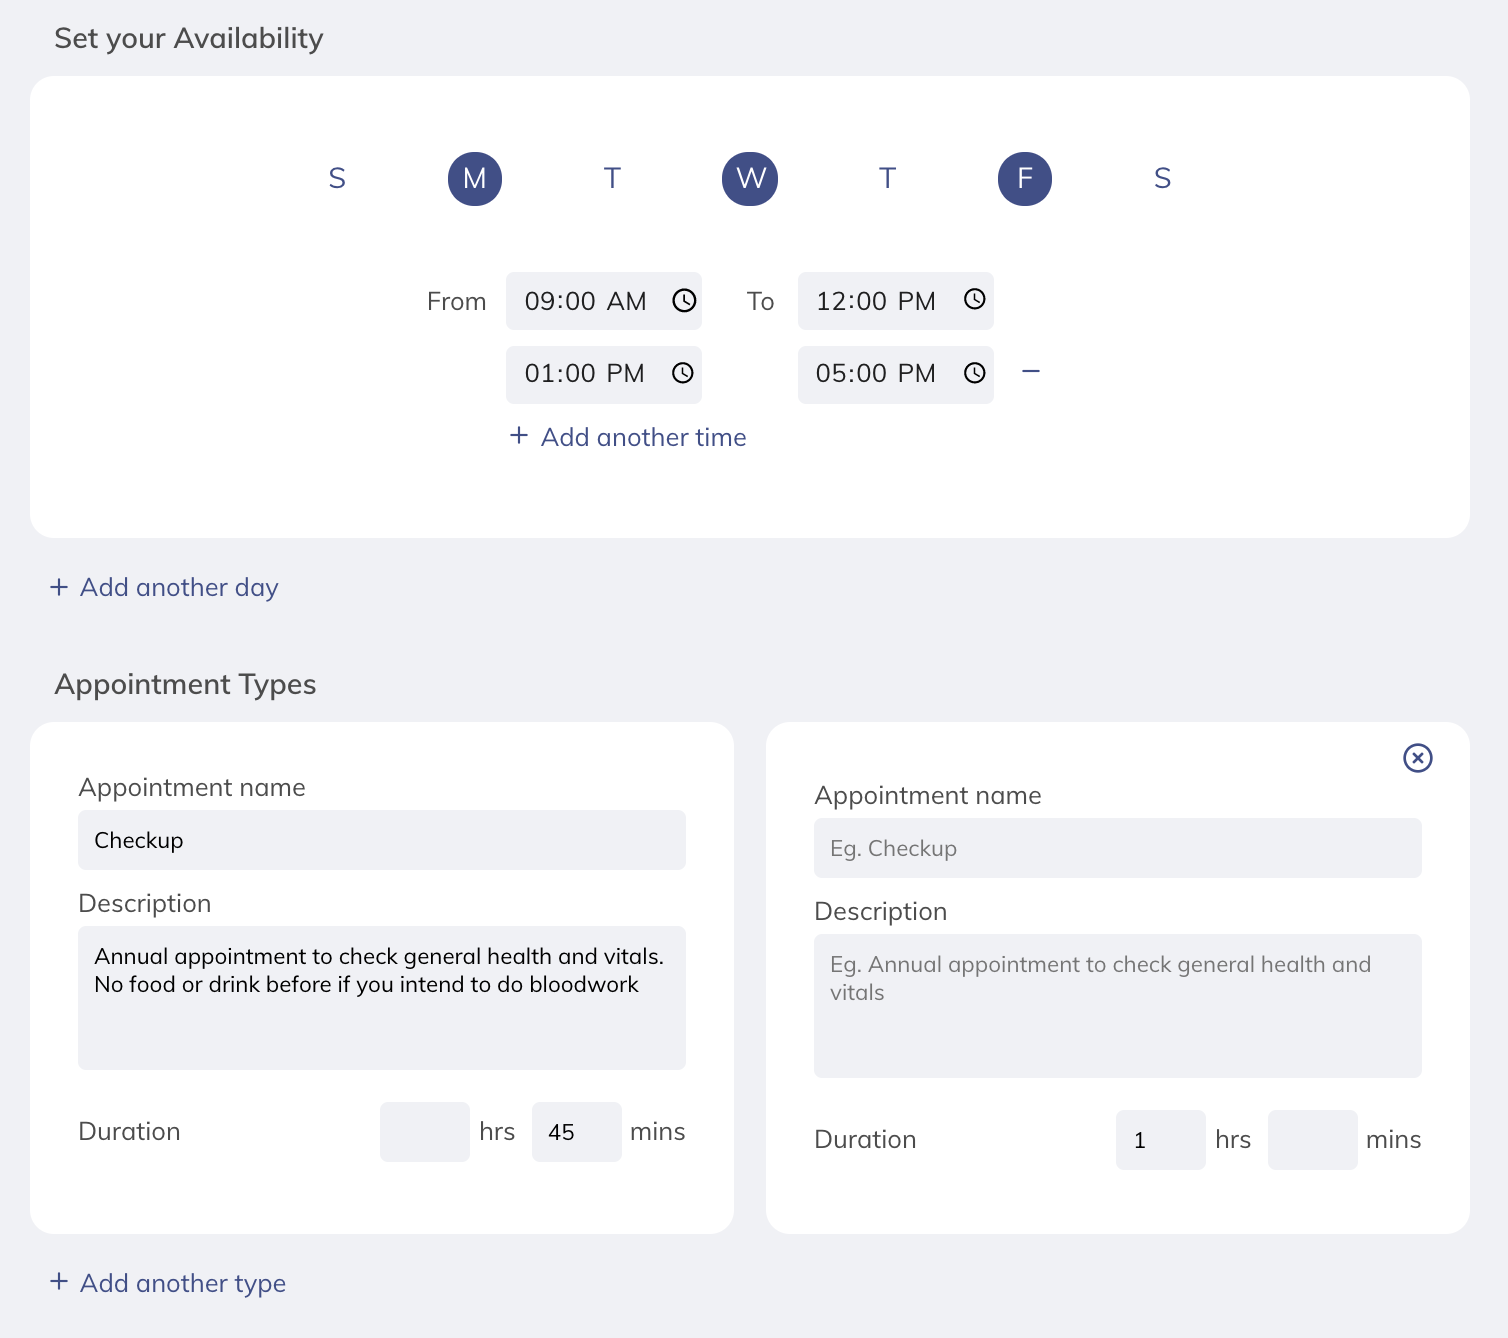 Set your Availability
S M T W T F S
From 09:00 AM To 12:00 PM
01:00 PM 05:00 PM
+ Add another time
+ Add another day
Appointment Types
Appointment name
Checkup
Description
Annual appointment to check general health and vitals.
No food or drink before if you intend to do bloodwork
Duration hrs 45 mins
Appointment name
Eg. Checkup
Description
Eg. Annual appointment to check general health and
vitals
Duration 1 hrs mins
+ Add another type